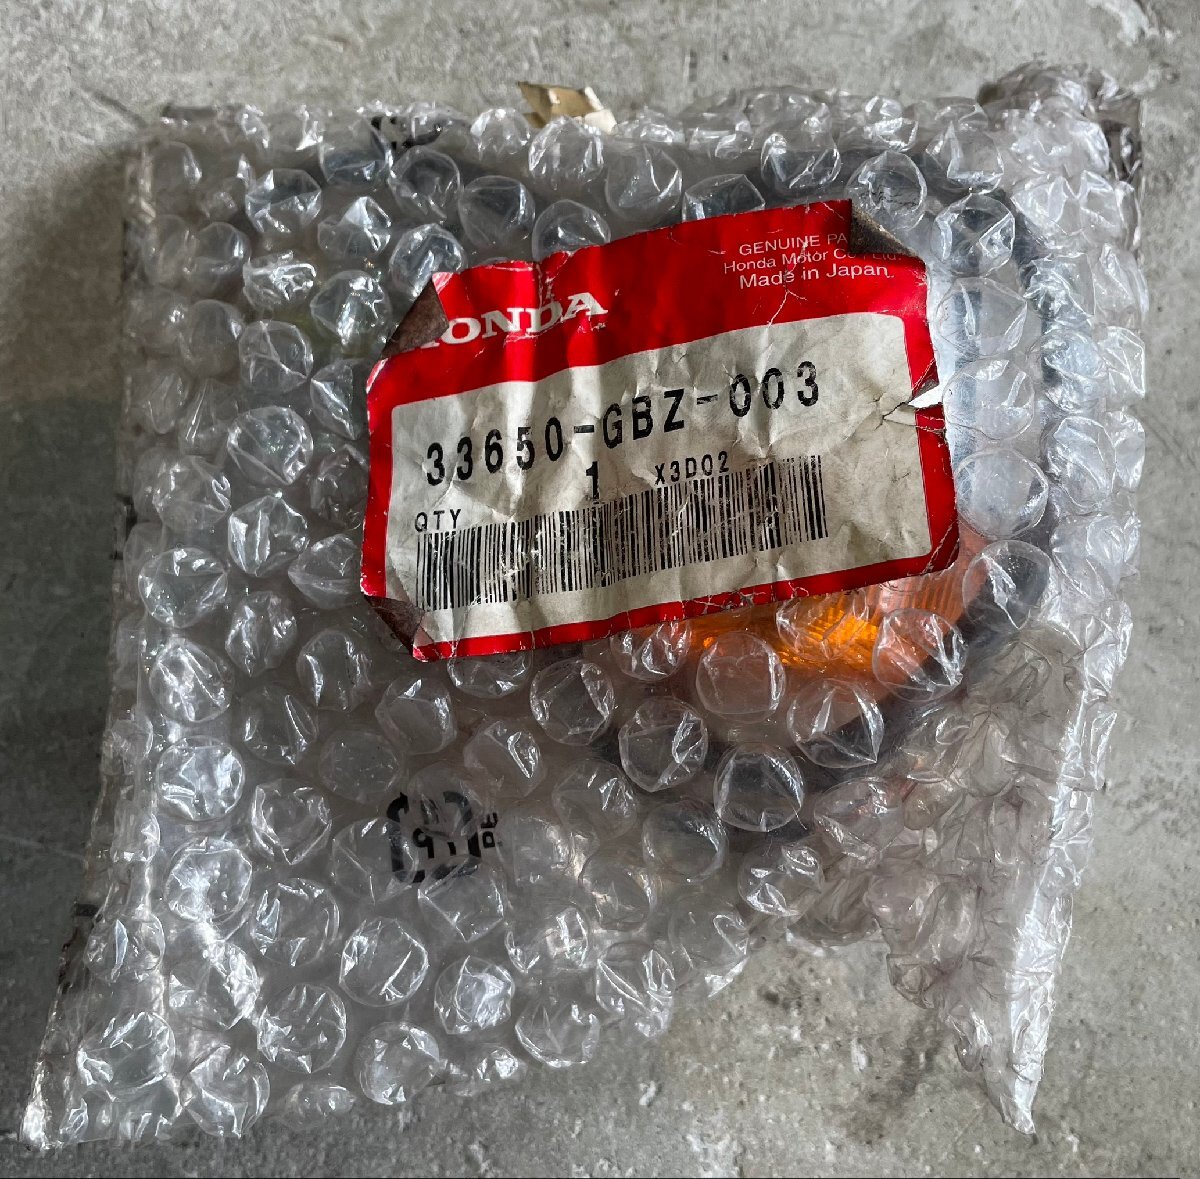 GENUINE PA
Honda Motor Co., Ltd.
Made in Japan
HONDA
33650-GBZ-003
1 X3D02
QTY